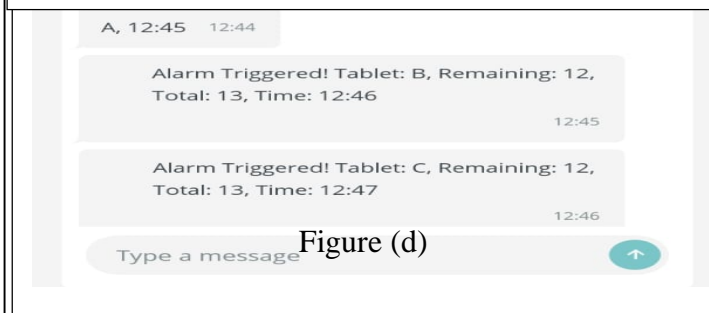 A, 12:45 12:44
Alarm Triggered! Tablet: B, Remaining: 12,
Total: 13, Time: 12:46
12:45
Alarm Triggered! Tablet: C, Remaining: 12,
Total: 13, Time: 12:47
12:46
Figure (d)
Type a message